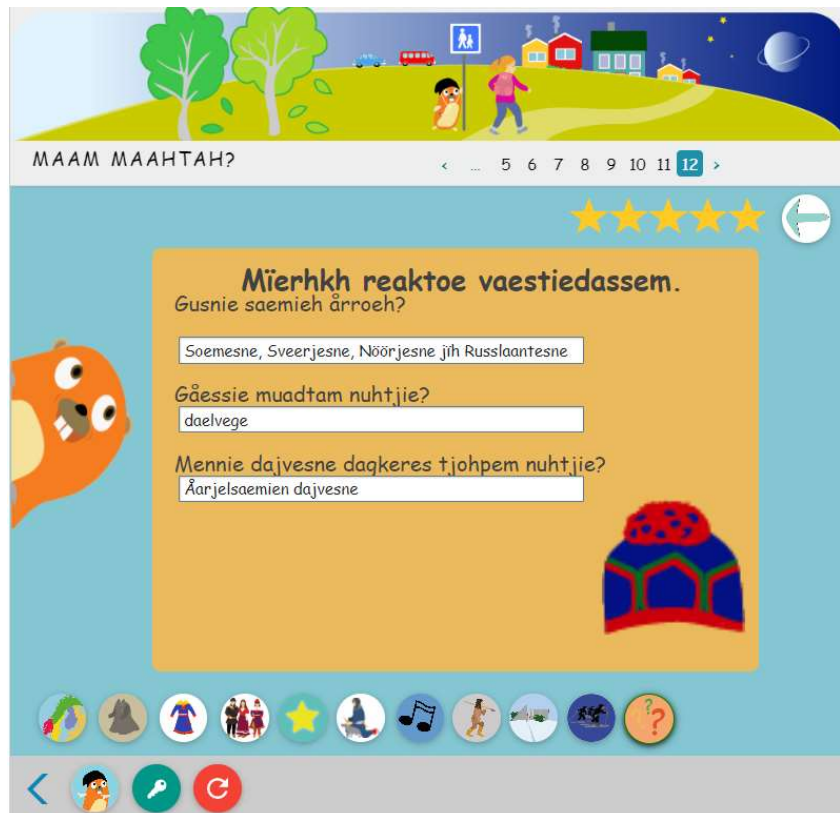 MAAM MAAHTAH?
‹ ... 5 6 7 8 9 10 11 12 ›
Mïerhkh reaktoe vaestiedassem.
Gusnie saemieh årroeh?
Soemesne, Sveerjesne, Nöörjesne jïh Russlaantesne
Gåessie muadtam nuhtjie?
daelvege
Mennie dajvesne dagkeres tjohpem nuhtjie?
Åarjelsaemien dajvesne
? ?